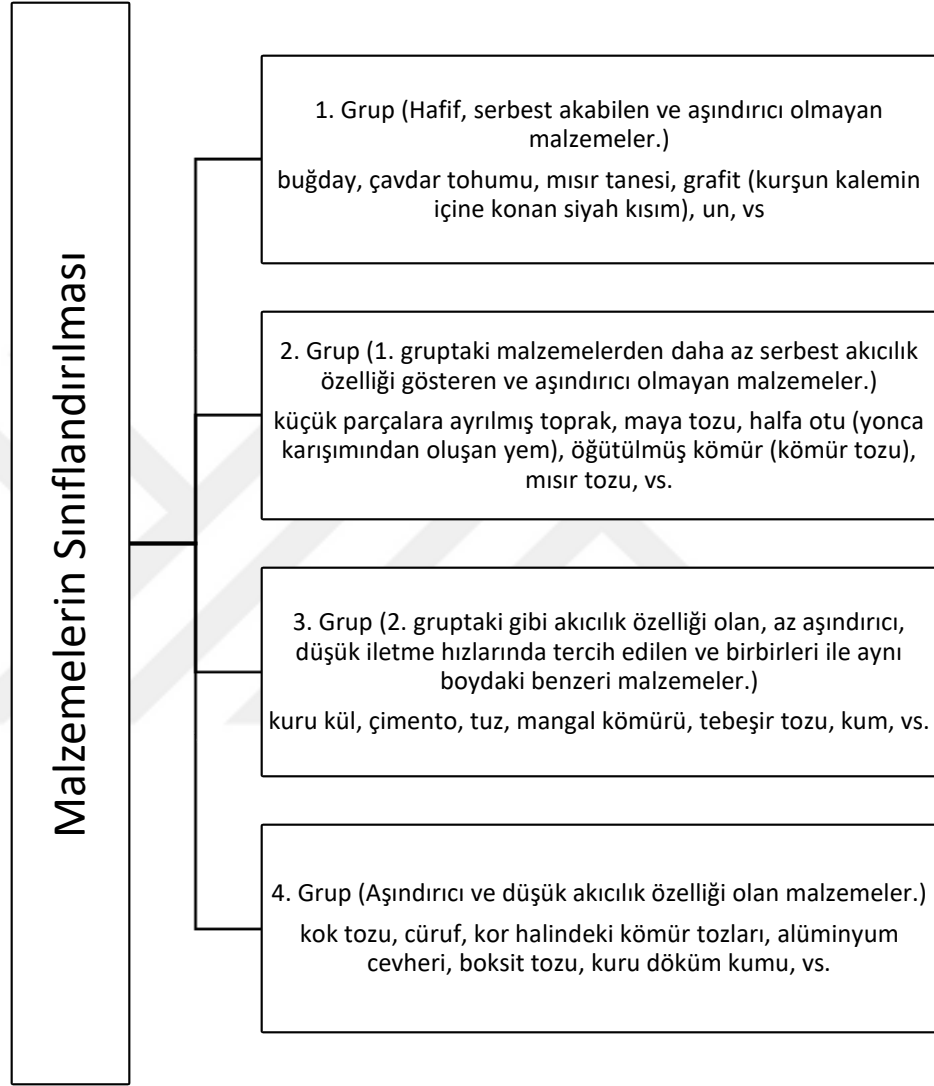 Malzemelerin Sınıflandırılması
1. Grup (Hafif, serbest akabilen ve aşındırıcı olmayan
malzemeler.)
buğday, çavdar tohumu, mısır tanesi, grafit (kurşun kalemin
içine konan siyah kısım), un, vs
2. Grup (1. gruptaki malzemelerden daha az serbest akıcılık
özelliği gösteren ve aşındırıcı olmayan malzemeler.)
küçük parçalara ayrılmış toprak, maya tozu, halfa otu (yonca
karışımından oluşan yem), öğütülmüş kömür (kömür tozu),
mısır tozu, vs.
3. Grup (2. gruptaki gibi akıcılık özelliği olan, az aşındırıcı,
düşük iletme hızlarında tercih edilen ve birbirleri ile aynı
boydaki benzeri malzemeler.)
kuru kül, çimento, tuz, mangal kömürü, tebeşir tozu, kum, vs.
4. Grup (Aşındırıcı ve düşük akıcılık özelliği olan malzemeler.)
kok tozu, cüruf, kor halindeki kömür tozları, alüminyum
cevheri, boksit tozu, kuru döküm kumu, vs.